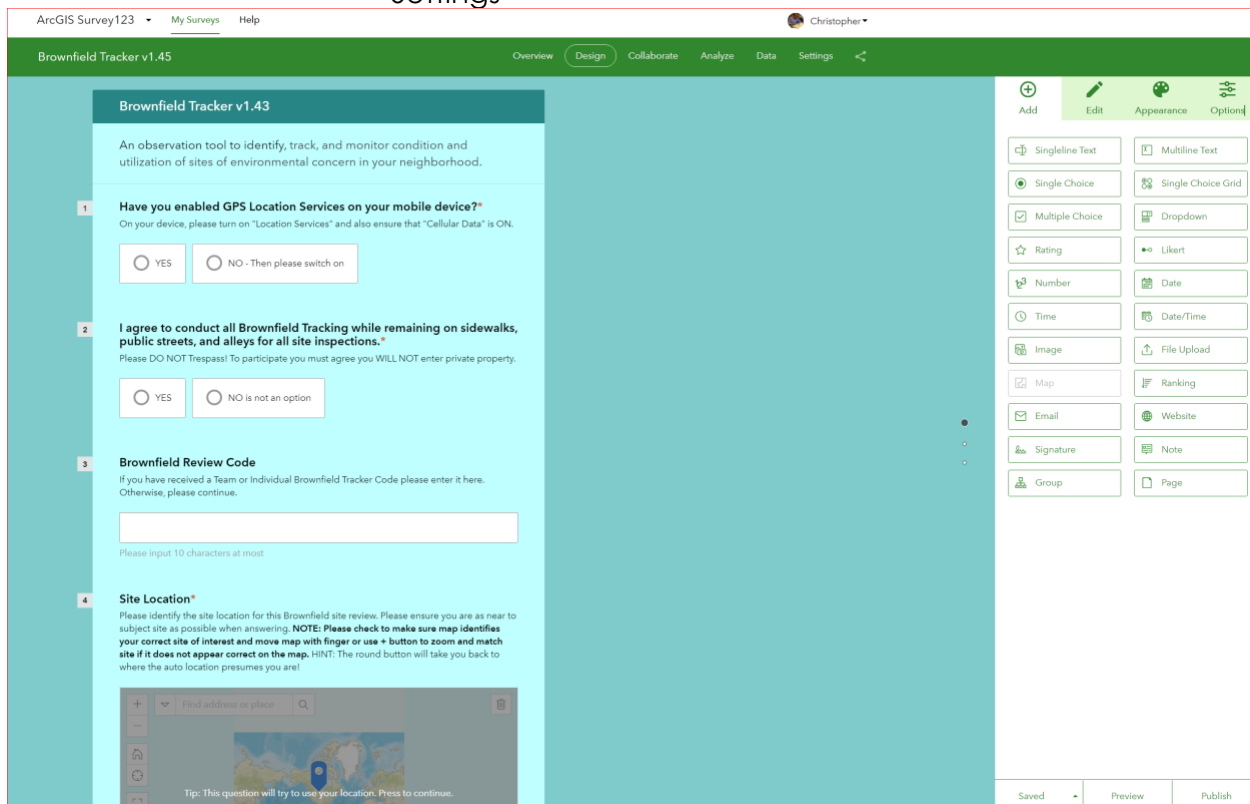 ArcGIS Survey123 My Surveys Help Christopher
Brownfield Tracker v1.45 Overview Design Collaborate Analyze Data Settings
Add Edit Appearance Options
Brownfield Tracker v1.43
An observation tool to identify, track, and monitor condition and
utilization of sites of environmental concern in your neighborhood.
1 Have you enabled GPS Location Services on your mobile device?*
On your device, please turn on "Location Services" and also ensure that "Cellular Data" is ON.
YES NO - Then please switch on
2 I agree to conduct all Brownfield Tracking while remaining on sidewalks,
public streets, and alleys for all site inspections.*
Please DO NOT Trespass! To participate you must agree you WILL NOT enter private property.
YES NO is not an option
3 Brownfield Review Code
If you have received a Team or Individual Brownfield Tracker Code please enter it here.
Otherwise, please continue.
Please input 10 characters at most
4 Site Location*
Please identify the site location for this Brownfield site review. Please ensure you are as near to
subject site as possible when answering. NOTE: Please check to make sure map identifies
your correct site of interest and move map with finger or use + button to zoom and match
site if it does not appear correct on the map. HINT: The round button will take you back to
where the auto location presumes you are!
Find address or place
Tip: This question will try to use your location. Press to continue.
Singleline Text Multiline Text
Single Choice Single Choice Grid
Multiple Choice Dropdown
Rating Likert
Number Date
Time Date/Time
Image File Upload
Map Ranking
Email Website
Signature Note
Group Page
Saved Preview Publish